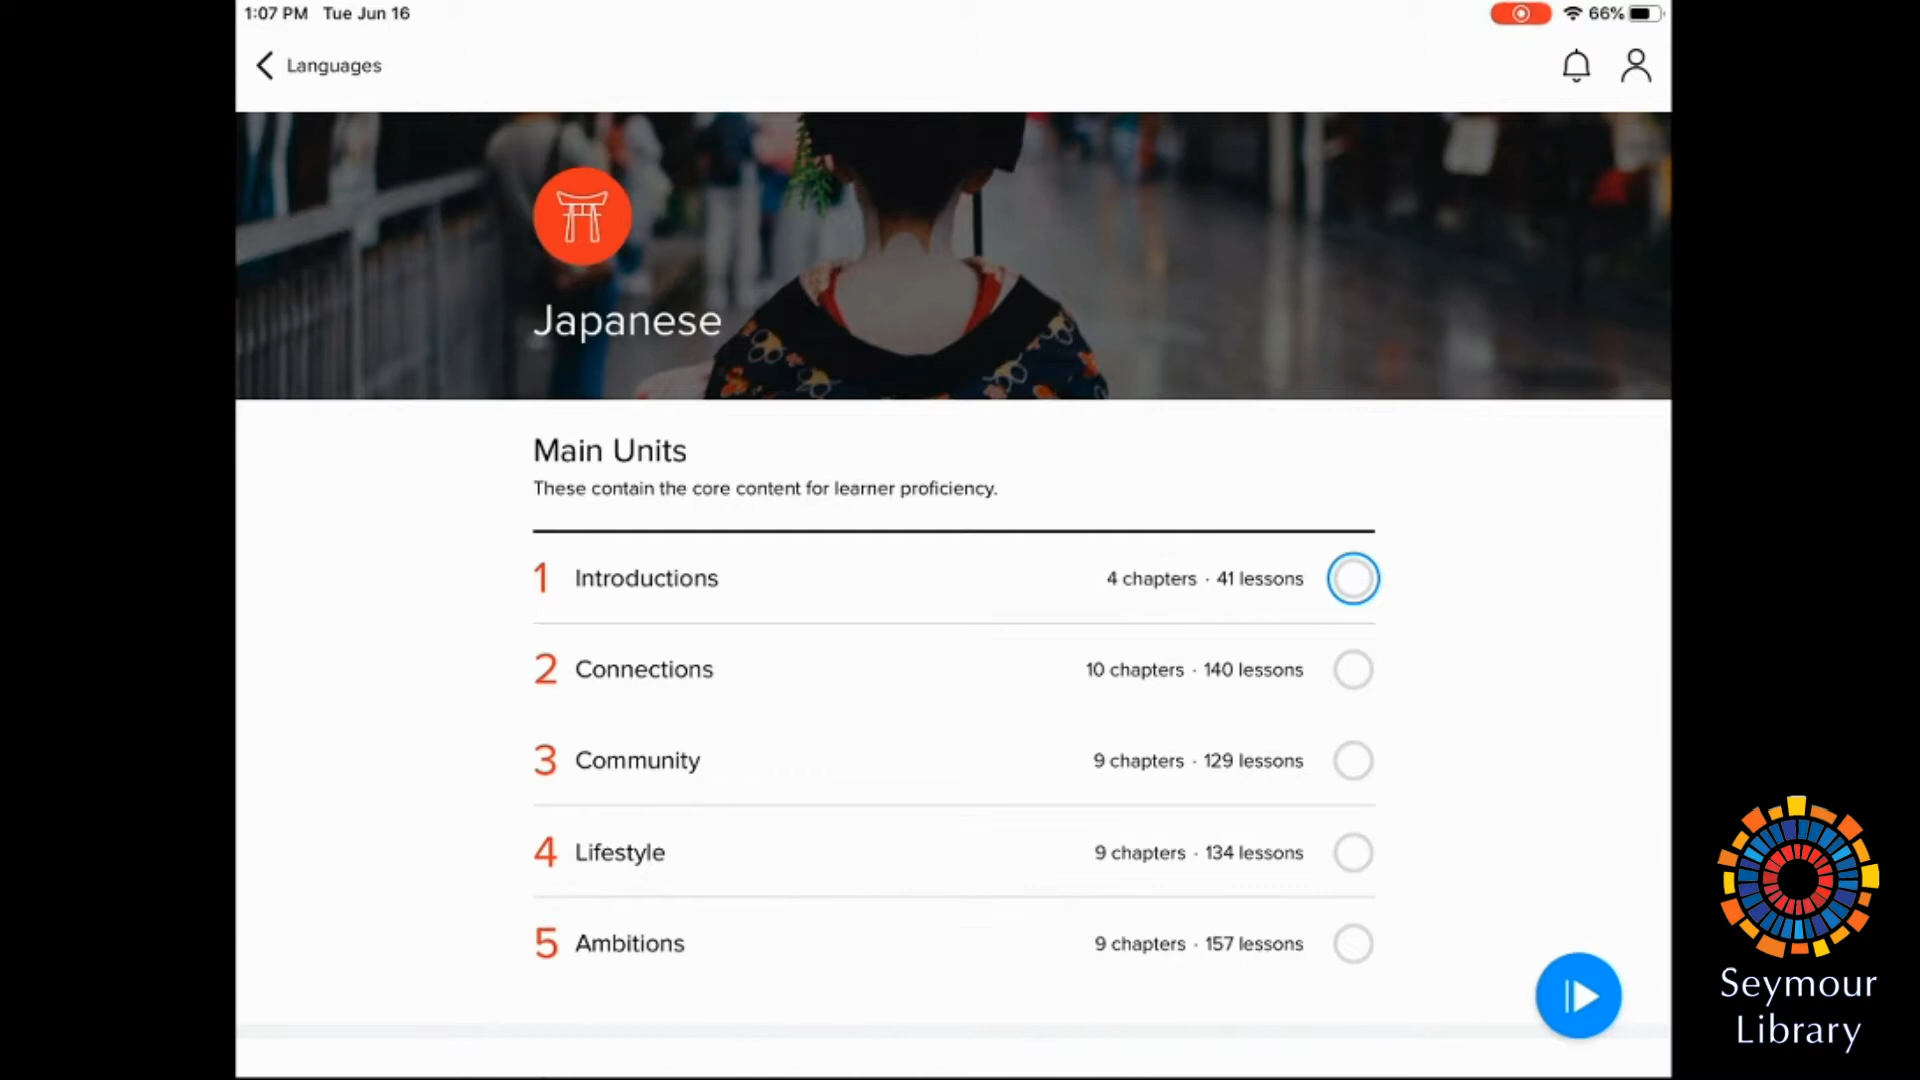 1:07 PM Tue Jun 16
66%
Languages
Japanese
Main Units
These contain the core content for learner proficiency.
1 Introductions 4 chapters · 41 lessons
2 Connections 10 chapters · 140 lessons
3 Community 9 chapters · 129 lessons
4 Lifestyle 9 chapters · 134 lessons
5 Ambitions 9 chapters · 157 lessons
Seymour
Library